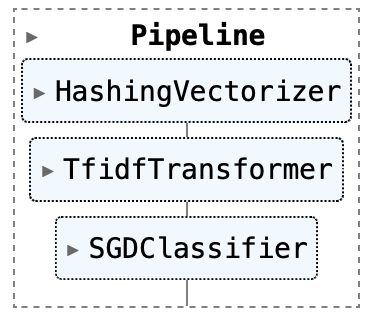 Pipeline
HashingVectorizer
TfidfTransformer
SGDClassifier